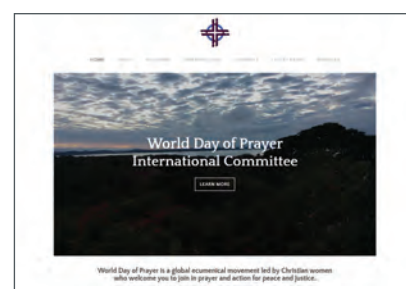 HOME
World Day of Prayer
International Committee
LEARN MORE
World Day of Prayer is a global ecumenical movement led by Christian women
who welcome you to join in prayer and action for peace and justice.